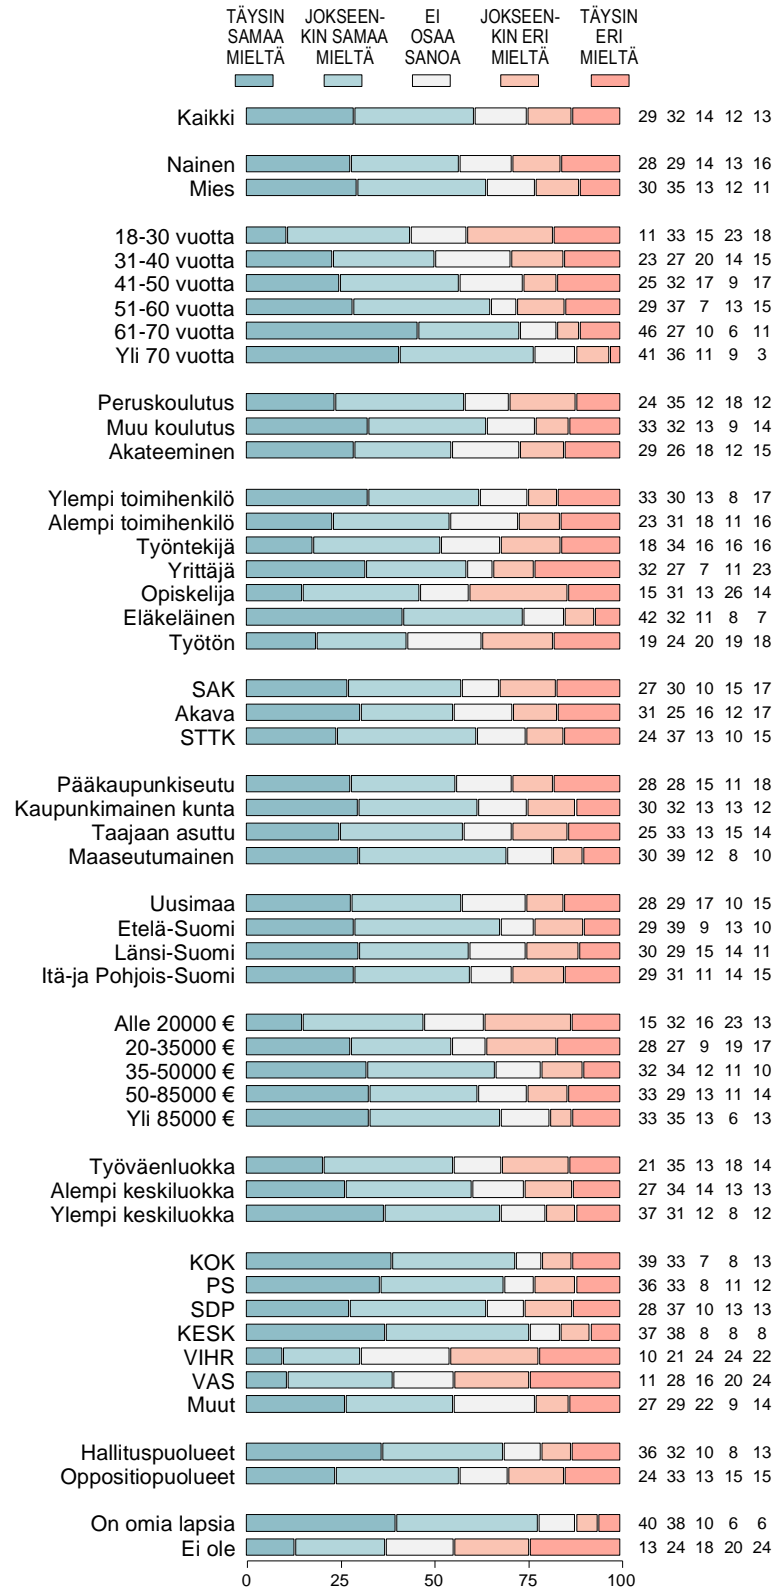 TÄYSIN JOKSEEN- EI JOKSEEN- TÄYSIN
SAMAA KIN SAMAA OSAA KIN ERI ERI
MIELTÄ MIELTÄ SANOA MIELTÄ MIELTÄ
Kaikki 29 32 14 12 13
Nainen 28 29 14 13 16
Mies 30 35 13 12 11
18-30 vuotta 11 33 15 23 18
31-40 vuotta 23 27 20 14 15
41-50 vuotta 25 32 17 9 17
51-60 vuotta 29 37 7 13 15
61-70 vuotta 46 27 10 6 11
Yli 70 vuotta 41 36 11 9 3
Peruskoulutus 24 35 12 18 12
Muu koulutus 33 32 13 9 14
Akateeminen 29 26 18 12 15
Ylempi toimihenkilö 33 30 13 8 17
Alempi toimihenkilö 23 31 18 11 16
Työntekijä 18 34 16 16 16
Yrittäjä 32 27 7 11 23
Opiskelija 15 31 13 26 14
Eläkeläinen 42 32 11 8 7
Työtön 19 24 20 19 18
SAK 27 30 10 15 17
Akava 31 25 16 12 17
STTK 24 37 13 10 15
Pääkaupunkiseutu 28 28 15 11 18
Kaupunkimainen kunta 30 32 13 13 12
Taajaan asuttu 25 33 13 15 14
Maaseutumainen 30 39 12 8 10
Uusimaa 28 29 17 10 15
Etelä-Suomi 29 39 9 13 10
Länsi-Suomi 30 29 15 14 11
Itä-ja Pohjois-Suomi 29 31 11 14 15
Alle 20000 € 15 32 16 23 13
20-35000 € 28 27 9 19 17
35-50000 € 32 34 12 11 10
50-85000 € 33 29 13 11 14
Yli 85000 € 33 35 13 6 13
Työväenluokka 21 35 13 18 14
Alempi keskiluokka 27 34 14 13 13
Ylempi keskiluokka 37 31 12 8 12
KOK 39 33 7 8 13
PS 36 33 8 11 12
SDP 28 37 10 13 13
KESK 37 38 8 8 8
VIHR 10 21 24 24 22
VAS 11 28 16 20 24
Muut 27 29 22 9 14
Hallituspuolueet 36 32 10 8 13
Oppositiopuolueet 24 33 13 15 15
On omia lapsia 40 38 10 6 6
Ei ole 13 24 18 20 24
0 25 50 75 100